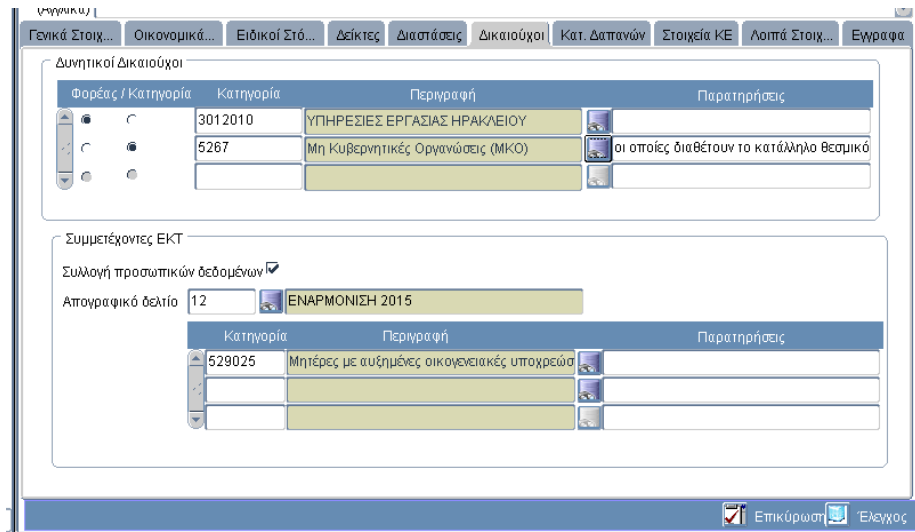 (Αγγλικά)
Γενικά Στοιχ... Οικονομικά... Ειδικοί Στό... Δείκτες Διαστάσεις Δικαιούχοι Κατ. Δαπανών Στοιχεία ΚΕ Λοιπά Στοιχ... Εγγραφα
Δυνητικοί Δικαιούχοι
Φορέας / Κατηγορία Κατηγορία Περιγραφή Παρατηρήσεις
3012010 ΥΠΗΡΕΣΙΕΣ ΕΡΓΑΣΙΑΣ ΗΡΑΚΛΕΙΟΥ
5267 Μη Κυβερνητικές Οργανώσεις (ΜΚΟ) οι οποίες διαθέτουν το κατάλληλο θεσμικό
Συμμετέχοντες ΕΚΤ
Συλλογή προσωπικών δεδομένων
Απογραφικό δελτίο 12 ΕΝΑΡΜΟΝΙΣΗ 2015
Κατηγορία Περιγραφή Παρατηρήσεις
529025 Μητέρες με αυξημένες οικογενειακές υποχρεώσ
Επικύρωση Έλεγχος